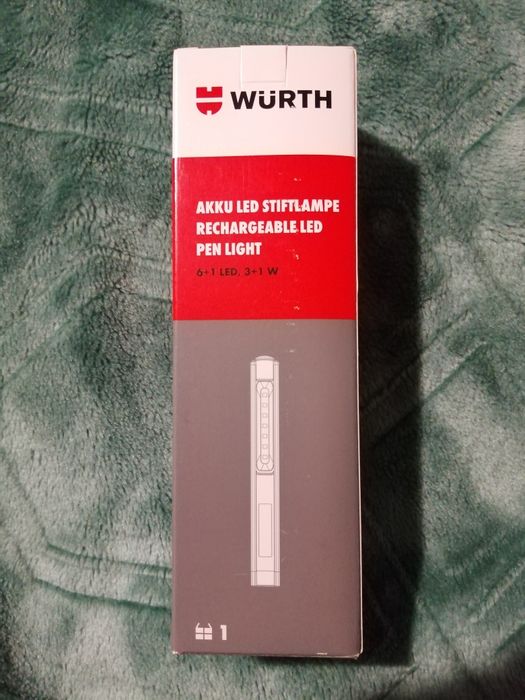 WÜRTH
AKKU LED STIFTLAMPE
RECHARGEABLE LED
PEN LIGHT
6+1 LED, 3+1 W
1